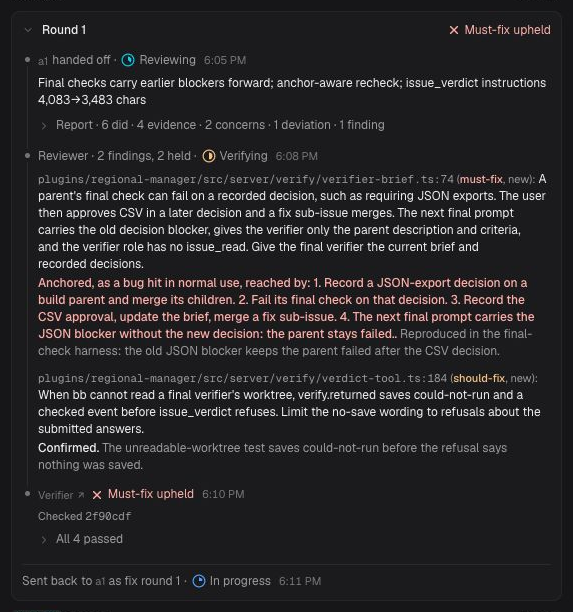 Round 1
Must-fix upheld
a1 handed off · Reviewing 6:05 PM
Final checks carry earlier blockers forward; anchor-aware recheck; issue_verdict instructions
4,083→3,483 chars
Report · 6 did · 4 evidence · 2 concerns · 1 deviation · 1 finding
Reviewer · 2 findings, 2 held · Verifying 6:08 PM
plugins/regional-manager/src/server/verify/verifier-brief.ts:74 (must-fix, new): A
parent's final check can fail on a recorded decision, such as requiring JSON exports. The user
then approves CSV in a later decision and a fix sub-issue merges. The next final prompt
carries the old decision blocker, gives the verifier only the parent description and criteria,
and the verifier role has no issue_read. Give the final verifier the current brief and
recorded decisions.
Anchored, as a bug hit in normal use, reached by: 1. Record a JSON-export decision on a
build parent and merge its children. 2. Fail its final check on that decision. 3. Record the
CSV approval, update the brief, merge a fix sub-issue. 4. The next final prompt carries the
JSON blocker without the new decision: the parent stays failed.. Reproduced in the final-
check harness: the old JSON blocker keeps the parent failed after the CSV decision.
plugins/regional-manager/src/server/verify/verdict-tool.ts:184 (should-fix, new):
When bb cannot read a final verifier's worktree, verify.returned saves could-not-run and a
checked event before issue_verdict refuses. Limit the no-save wording to refusals about the
submitted answers.
Confirmed. The unreadable-worktree test saves could-not-run before the refusal says
nothing was saved.
Verifier ↗ Must-fix upheld 6:10 PM
Checked 2f90cdf
All 4 passed
Sent back to a1 as fix round 1 · In progress 6:11 PM